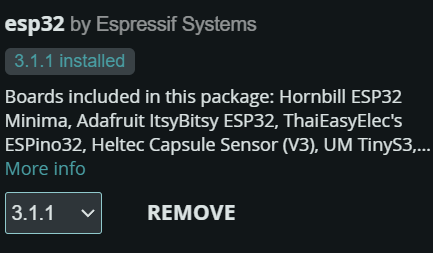 esp32 by Espressif Systems
3.1.1 installed
Boards included in this package: Hornbill ESP32
Minima, Adafruit ItsyBitsy ESP32, ThaiEasyElec's
ESPino32, Heltec Capsule Sensor (V3), UM TinyS3,...
More info
3.1.1
REMOVE